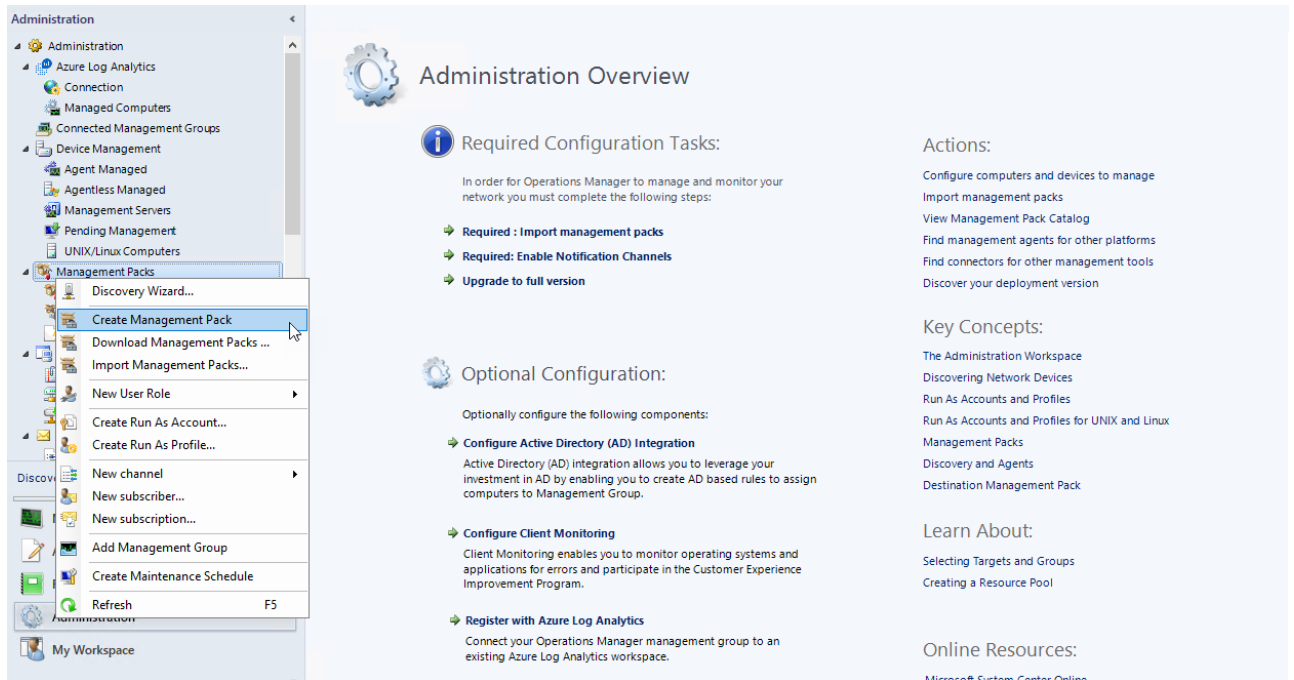 Administration
Administration
Azure Log Analytics
Connection
Managed Computers
Connected Management Groups
Device Management
Agent Managed
Agentless Managed
Management Servers
Pending Management
UNIX/Linux Computers
Management Packs
Discovery Wizard...
Create Management Pack
Download Management Packs ...
Import Management Packs...
New User Role
Create Run As Account...
Create Run As Profile...
New channel
New subscriber...
New subscription...
Add Management Group
Create Maintenance Schedule
Refresh F5
Discov
Administration
My Workspace
Administration Overview
Required Configuration Tasks:
In order for Operations Manager to manage and monitor your
network you must complete the following steps:
Required : Import management packs
Required: Enable Notification Channels
Upgrade to full version
Optional Configuration:
Optionally configure the following components:
Configure Active Directory (AD) Integration
Active Directory (AD) integration allows you to leverage your
investment in AD by enabling you to create AD based rules to assign
computers to Management Group.
Configure Client Monitoring
Client Monitoring enables you to monitor operating systems and
applications for errors and participate in the Customer Experience
Improvement Program.
Register with Azure Log Analytics
Connect your Operations Manager management group to an
existing Azure Log Analytics workspace.
Actions:
Configure computers and devices to manage
Import management packs
View Management Pack Catalog
Find management agents for other platforms
Find connectors for other management tools
Discover your deployment version
Key Concepts:
The Administration Workspace
Discovering Network Devices
Run As Accounts and Profiles
Run As Accounts and Profiles for UNIX and Linux
Management Packs
Discovery and Agents
Destination Management Pack
Learn About:
Selecting Targets and Groups
Creating a Resource Pool
Online Resources:
Microsoft System Center Online